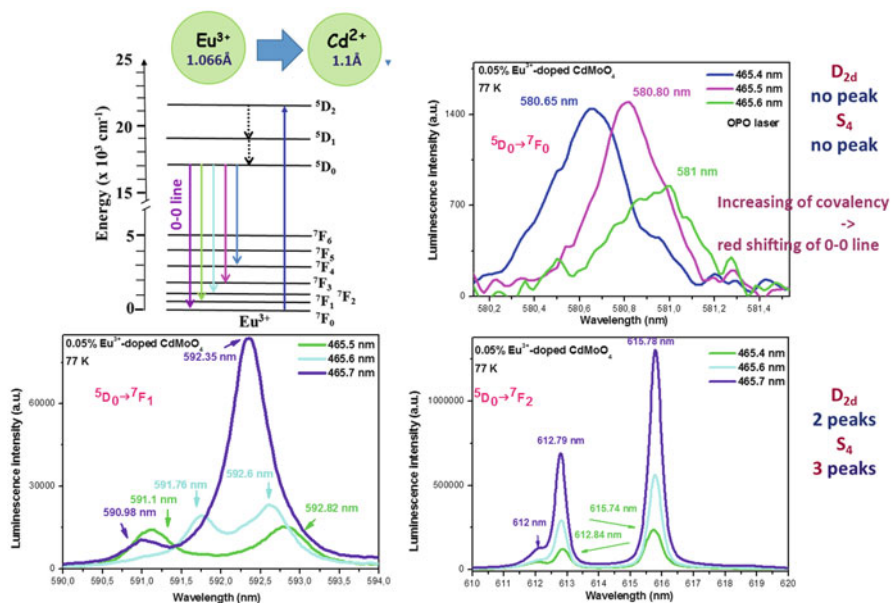 Eu³⁺
1.066Å
Cd²⁺
1.1Å
Energy (x 10³ cm⁻¹)
25
20
15
5
0
⁵D₂
⁵D₁
⁵D₀
0-0 line
⁷F₆
⁷F₅
⁷F₄
⁷F₃
⁷F₂
⁷F₁
⁷F₀
Eu³⁺
0.05% Eu³⁺-doped CdMoO₄
77 K
465.4 nm
465.5 nm
465.6 nm
OPO laser
580.65 nm
580.80 nm
581 nm
⁵D₀→⁷F₀
Luminescence intensity (a.u.)
1400
700
0
580,2 580,4 580,6 580,8 581,0 581,2 581,4
Wavelength (nm)
D₂d
no peak
S₄
no peak
Increasing of covalency
->
red shifting of 0-0 line
0.05% Eu³⁺-doped CdMoO₄
77 K
592.35 nm
465.5 nm
465.6 nm
465.7 nm
⁵D₀→⁷F₁
591.76 nm
592.6 nm
591.1 nm
590.98 nm
592.82 nm
Luminescence intensity (a.u.)
60000
30000
0
590,0 590,5 591,0 591,5 592,0 592,5 593,0 593,5 594,0
Wavelength (nm)
0.05% Eu³⁺-doped CdMoO₄
77 K
615.78 nm
465.4 nm
465.6 nm
465.7 nm
⁵D₀→⁷F₂
612.79 nm
615.74 nm
612 nm
612.84 nm
Luminescence intensity (a.u.)
1000000
500000
0
610 611 612 613 614 615 616 617 618 619 620
Wavelength (nm)
D₂d
2 peaks
S₄
3 peaks